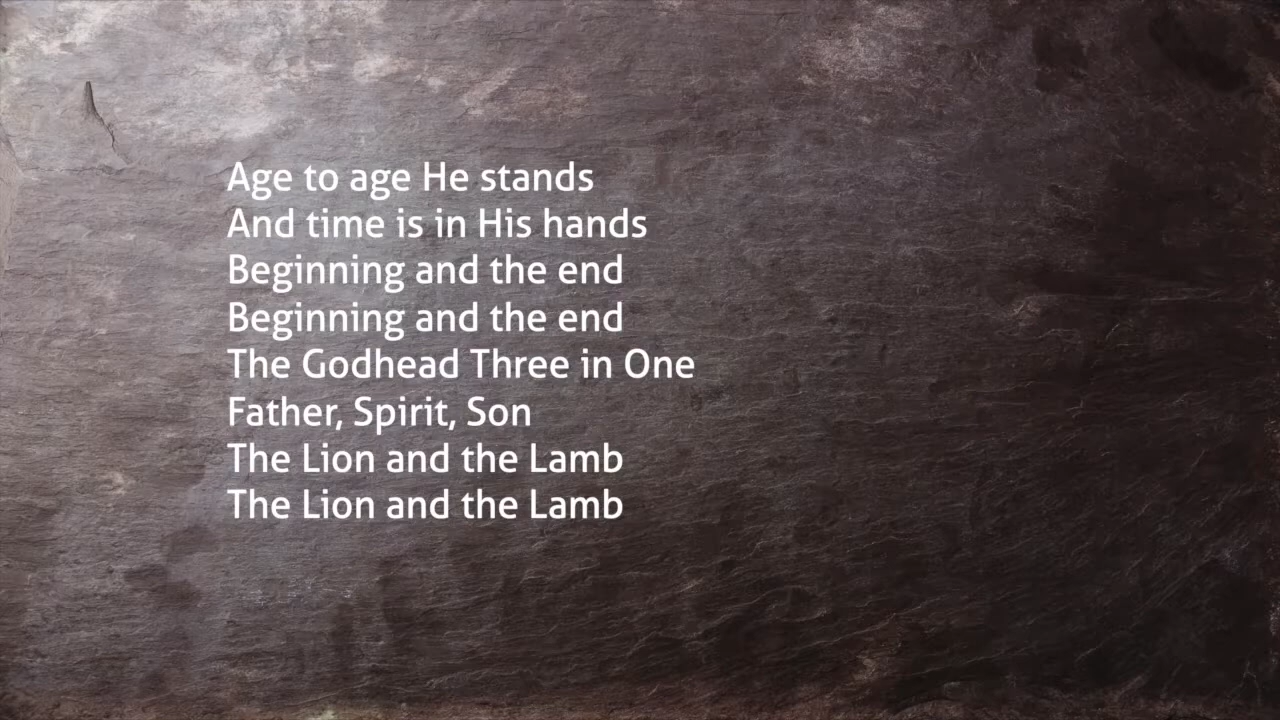 Age to age He stands
And time is in His hands
Beginning and the end
Beginning and the end
The Godhead Three in One
Father, Spirit, Son
The Lion and the Lamb
The Lion and the Lamb